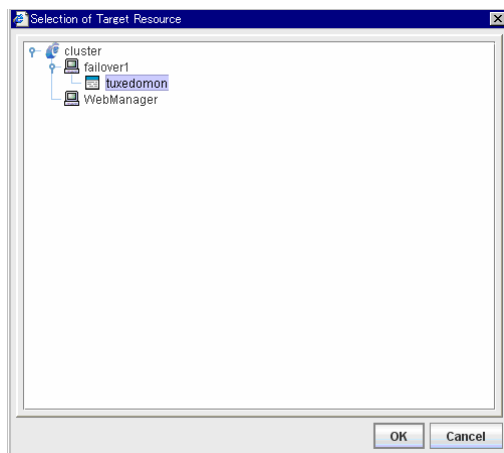 Selection of Target Resource
cluster
failover1
tuxedomon
WebManager
OK Cancel